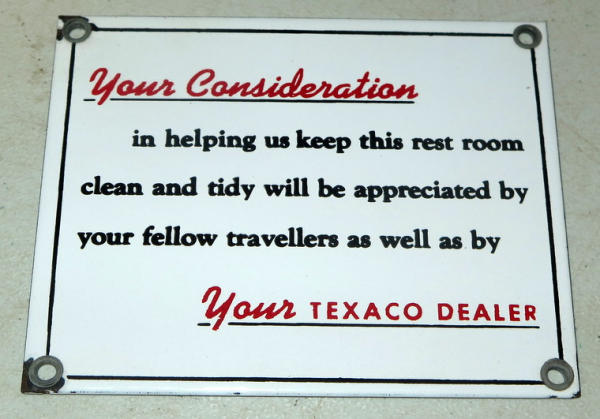 Your Consideration
in helping us keep this rest room
clean and tidy will be appreciated by
your fellow travellers as well as by
Your TEXACO DEALER